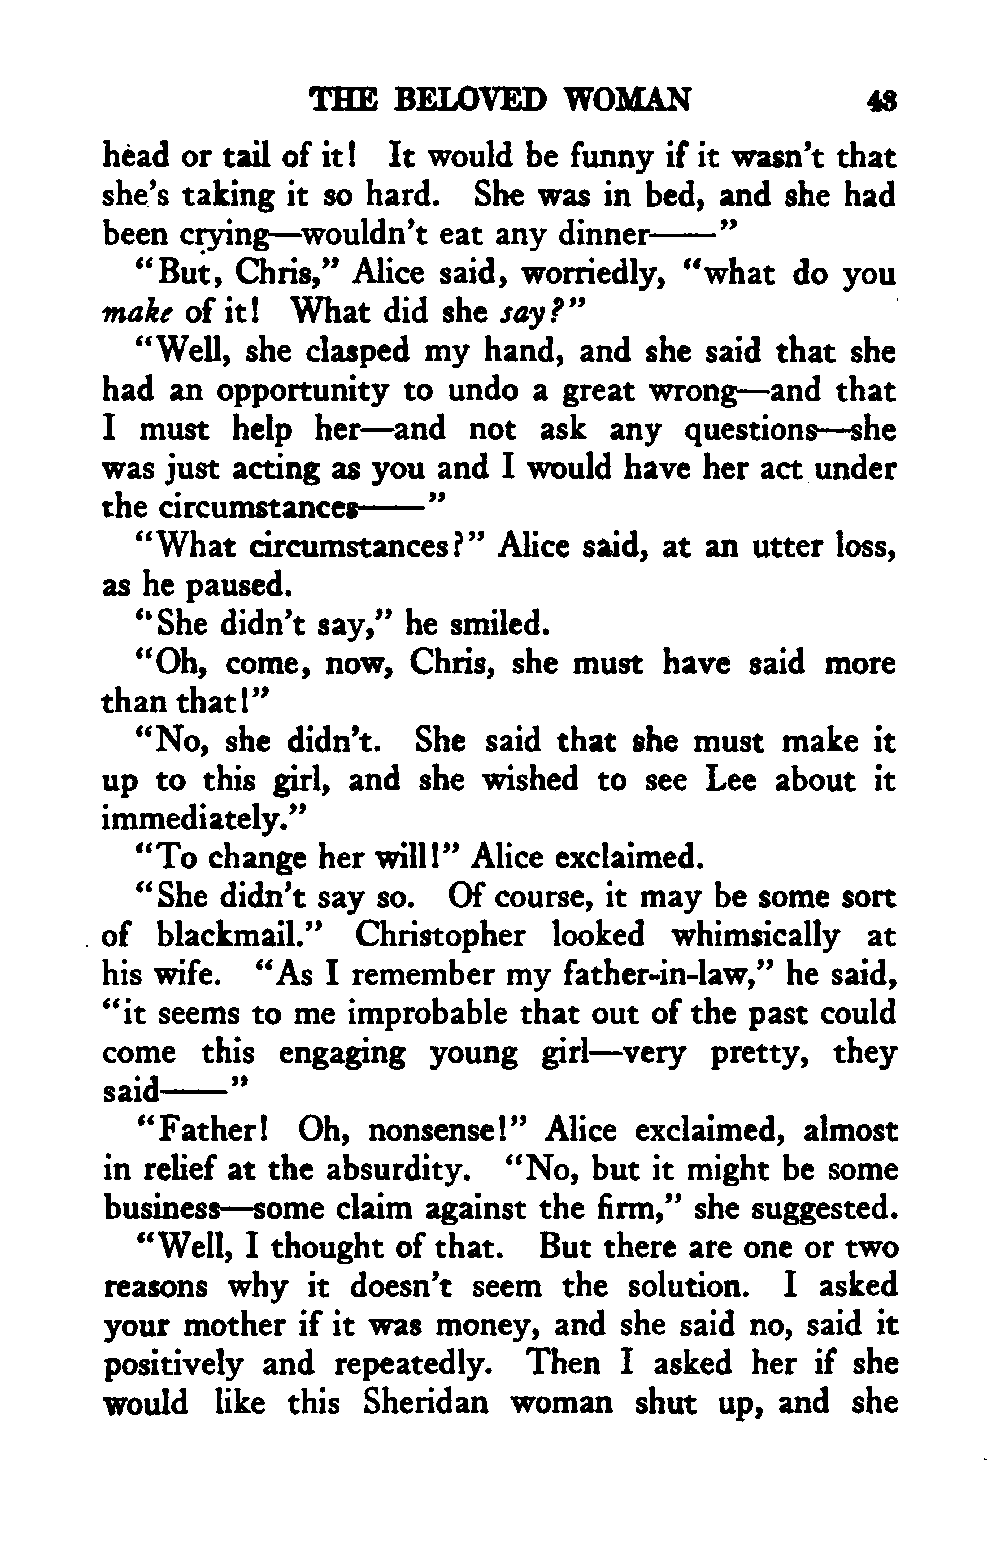 THE BELOVED WOMAN 43
head or tail of it! It would be funny if it wasn't that
she's taking it so hard. She was in bed, and she had
been crying—wouldn't eat any dinner——"
"But, Chris," Alice said, worriedly, "what do you
make of it! What did she say?"
"Well, she clasped my hand, and she said that she
had an opportunity to undo a great wrong—and that
I must help her—and not ask any questions—she
was just acting as you and I would have her act under
the circumstances——"
"What circumstances?" Alice said, at an utter loss,
as he paused.
"She didn't say," he smiled.
"Oh, come, now, Chris, she must have said more
than that!"
"No, she didn't. She said that she must make it
up to this girl, and she wished to see Lee about it
immediately."
"To change her will!" Alice exclaimed.
"She didn't say so. Of course, it may be some sort
of blackmail." Christopher looked whimsically at
his wife. "As I remember my father-in-law," he said,
"it seems to me improbable that out of the past could
come this engaging young girl—very pretty, they
said——"
"Father! Oh, nonsense!" Alice exclaimed, almost
in relief at the absurdity. "No, but it might be some
business—some claim against the firm," she suggested.
"Well, I thought of that. But there are one or two
reasons why it doesn't seem the solution. I asked
your mother if it was money, and she said no, said it
positively and repeatedly. Then I asked her if she
would like this Sheridan woman shut up, and she